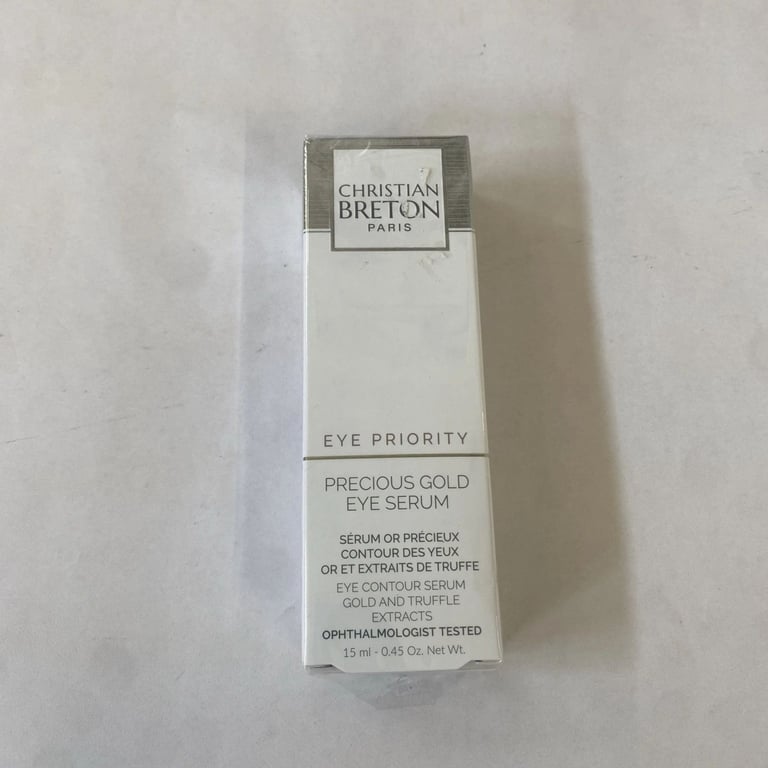 CHRISTIAN
BRETON
PARIS
EYE PRIORITY
PRECIOUS GOLD
EYE SERUM
SÉRUM OR PRÉCIEUX
CONTOUR DES YEUX
OR ET EXTRAITS DE TRUFFE
EYE CONTOUR SERUM
GOLD AND TRUFFLE
EXTRACTS
OPHTHALMOLOGIST TESTED
15 ml - 0.45 Oz. Net Wt.